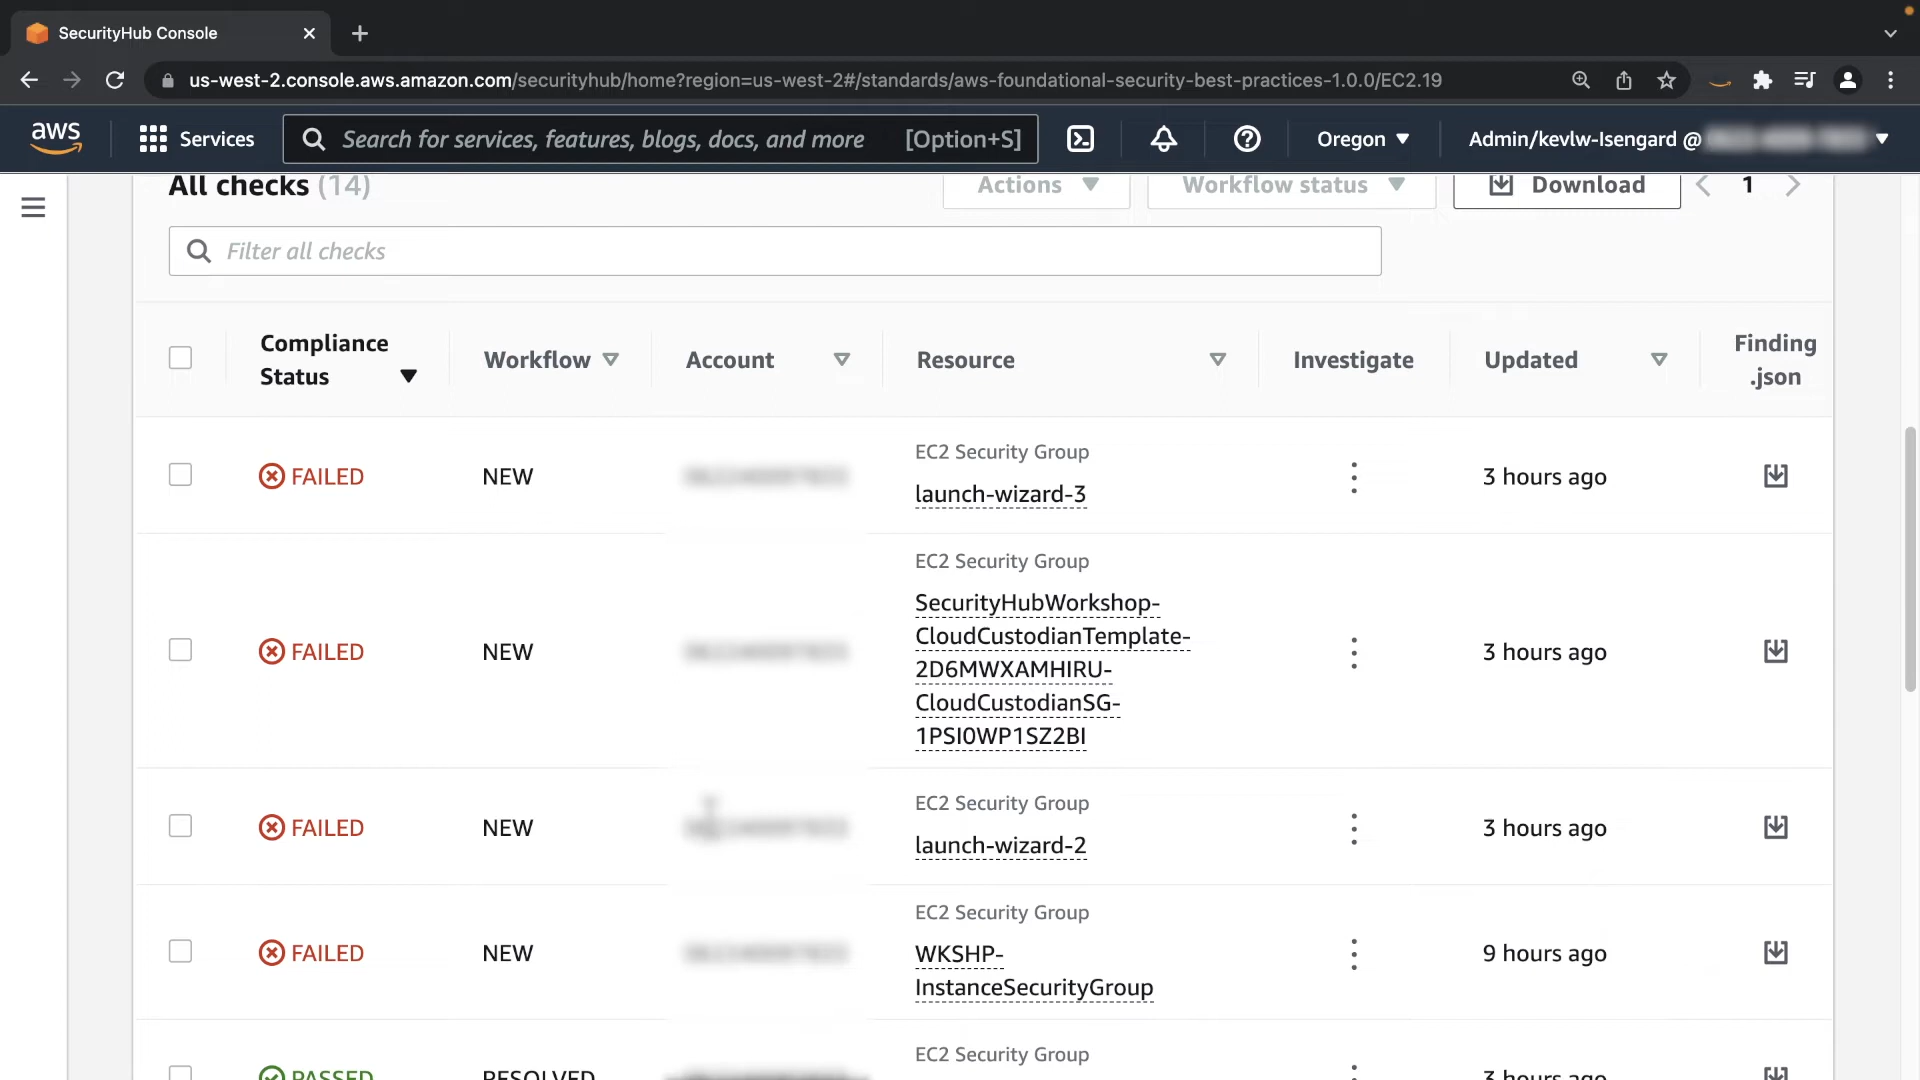 SecurityHub Console
us-west-2.console.aws.amazon.com/securityhub/home?region=us-west-2#/standards/aws-foundational-security-best-practices-1.0.0/EC2.19
aws Services Search for services, features, blogs, docs, and more [Option+S] Oregon Admin/kevlw-Isengard @
All checks (14) Actions Workflow status Download 1
Filter all checks
Compliance Status Workflow Account Resource Investigate Updated Finding .json
EC2 Security Group
FAILED NEW launch-wizard-3 3 hours ago
EC2 Security Group
SecurityHubWorkshop-
CloudCustodianTemplate-
FAILED NEW 2D6MWXAMHIRU- 3 hours ago
CloudCustodianSG-
1PSI0WP1SZ2BI
EC2 Security Group
FAILED NEW launch-wizard-2 3 hours ago
EC2 Security Group
FAILED NEW WKSHP- 9 hours ago
InstanceSecurityGroup
EC2 Security Group
PASSED RESOLVED 3 hours ago